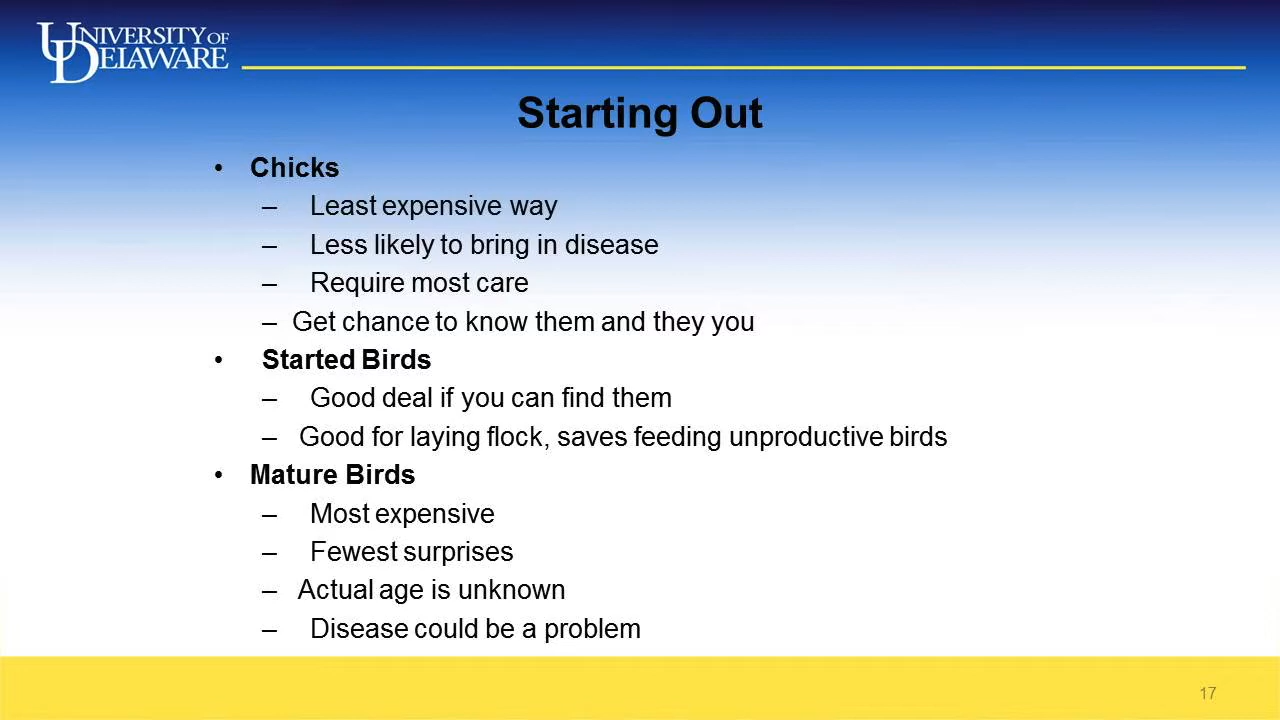 UNIVERSITY OF
DELAWARE
Starting Out
• Chicks
– Least expensive way
– Less likely to bring in disease
– Require most care
– Get chance to know them and they you
• Started Birds
– Good deal if you can find them
– Good for laying flock, saves feeding unproductive birds
• Mature Birds
– Most expensive
– Fewest surprises
– Actual age is unknown
– Disease could be a problem
17